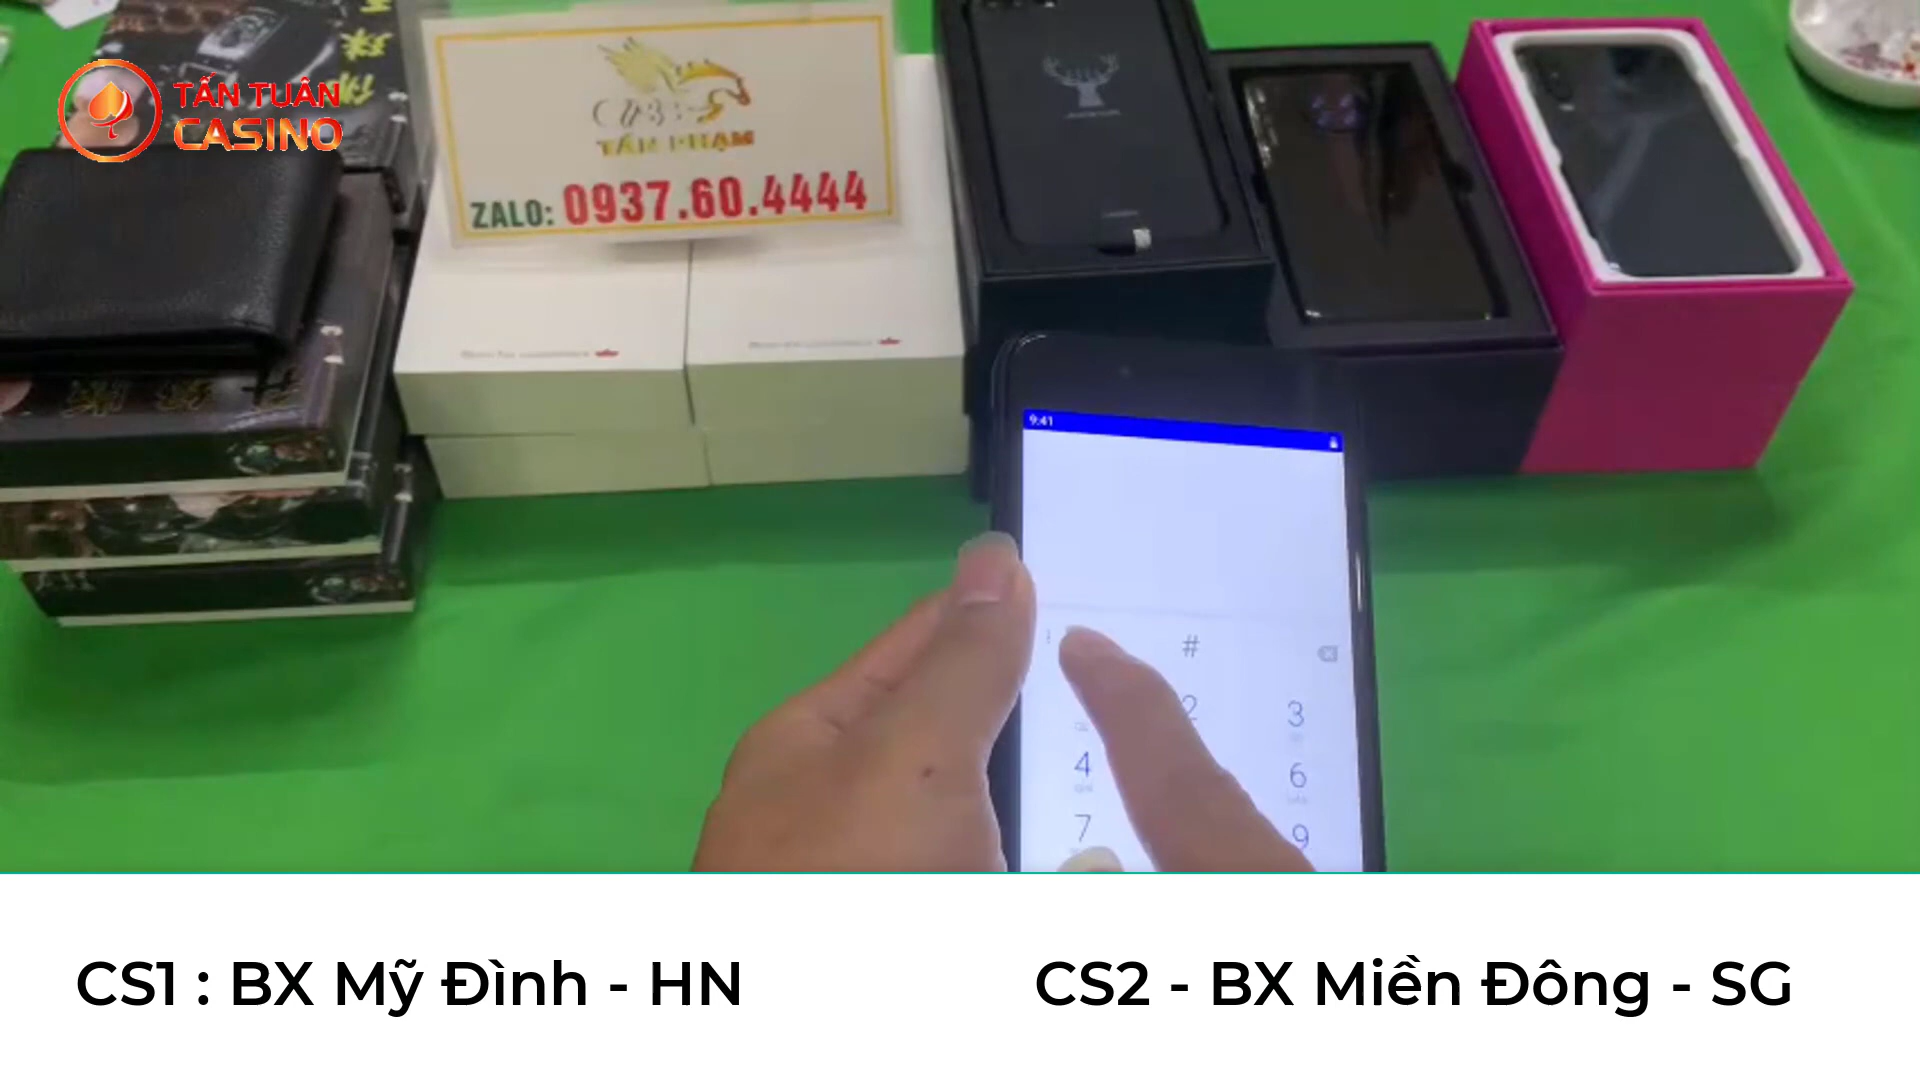 TẤN TUẤN
CASINO
TẤN PHẠM
ZALO: 0937.60.4444
9:41
#
2
3
4
6
7
9
CS1 : BX Mỹ Đình - HN
CS2 - BX Miền Đông - SG